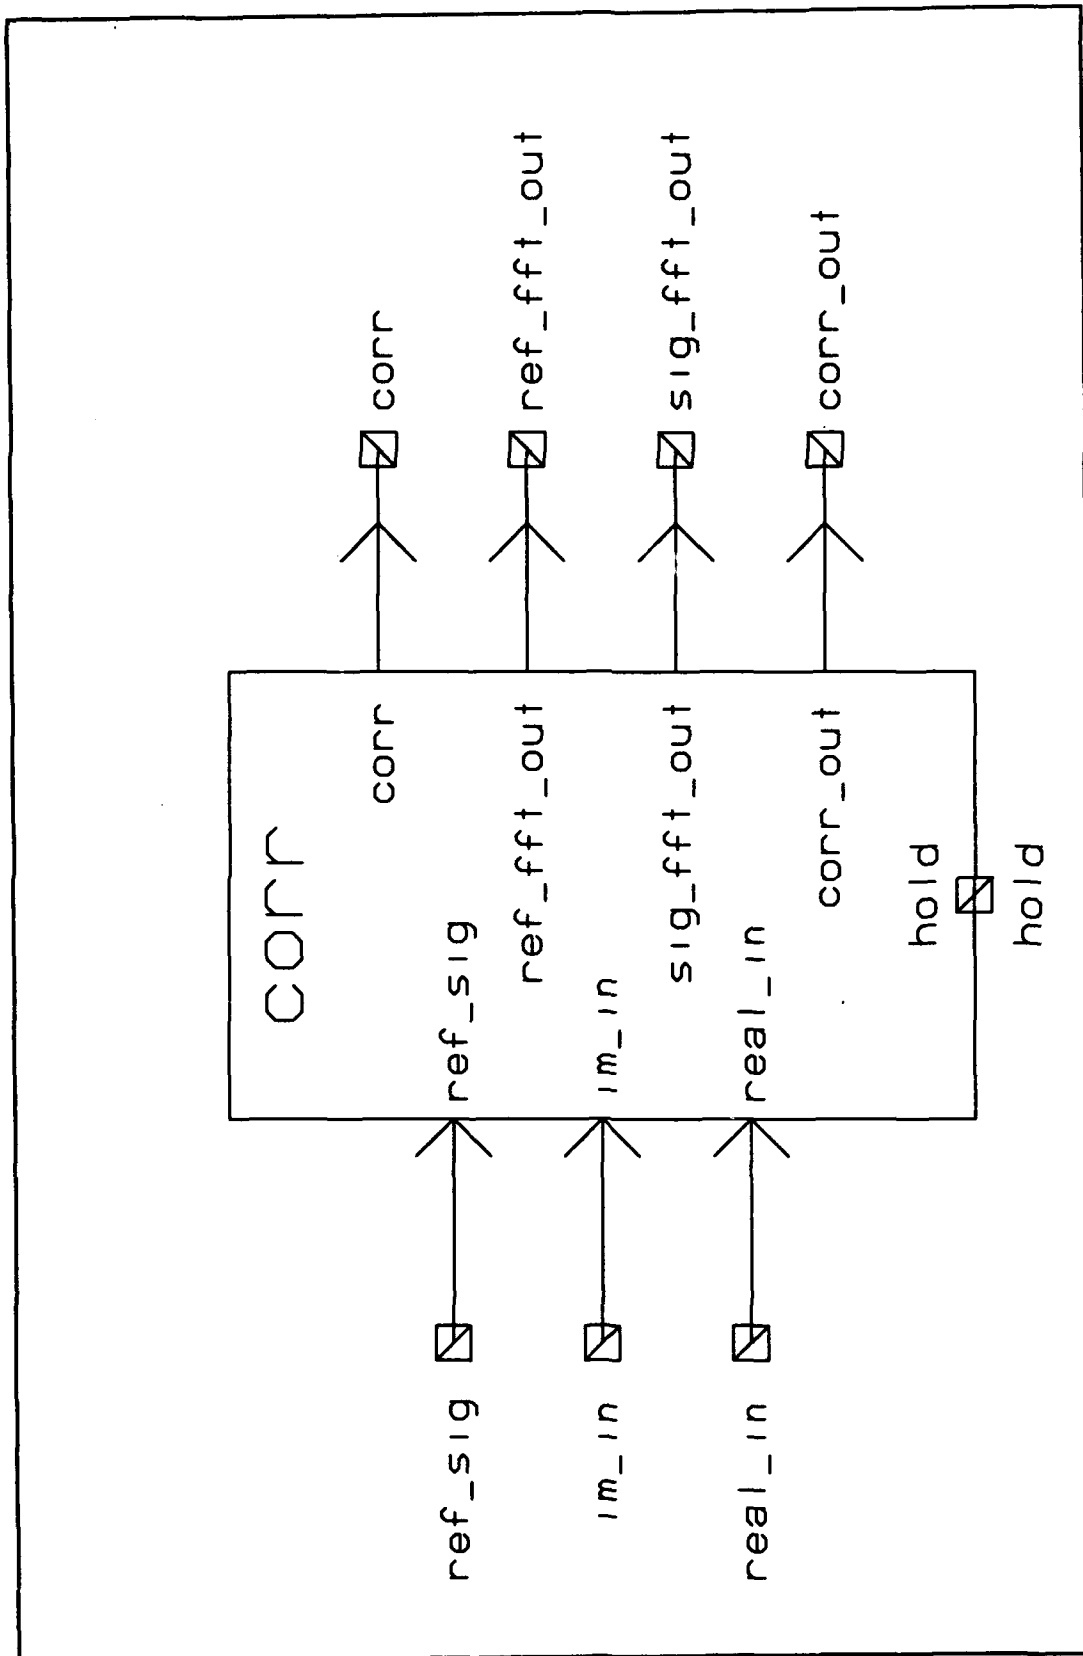 corr
corr
corr
ref_sig
ref_sig
ref_fft_out
ref_fft_out
im_in
im_in
sig_fft_out
sig_fft_out
real_in
real_in
corr_out
corr_out
hold
hold